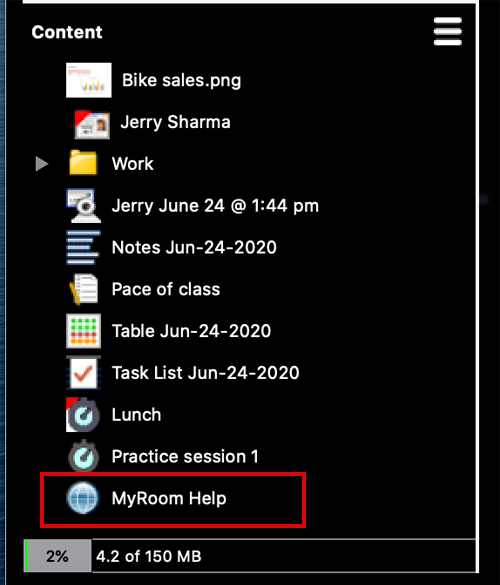 Content
Bike sales.png
Jerry Sharma
Work
Jerry June 24 @ 1:44 pm
Notes Jun-24-2020
Pace of class
Table Jun-24-2020
Task List Jun-24-2020
Lunch
Practice session 1
MyRoom Help
2% 4.2 of 150 MB